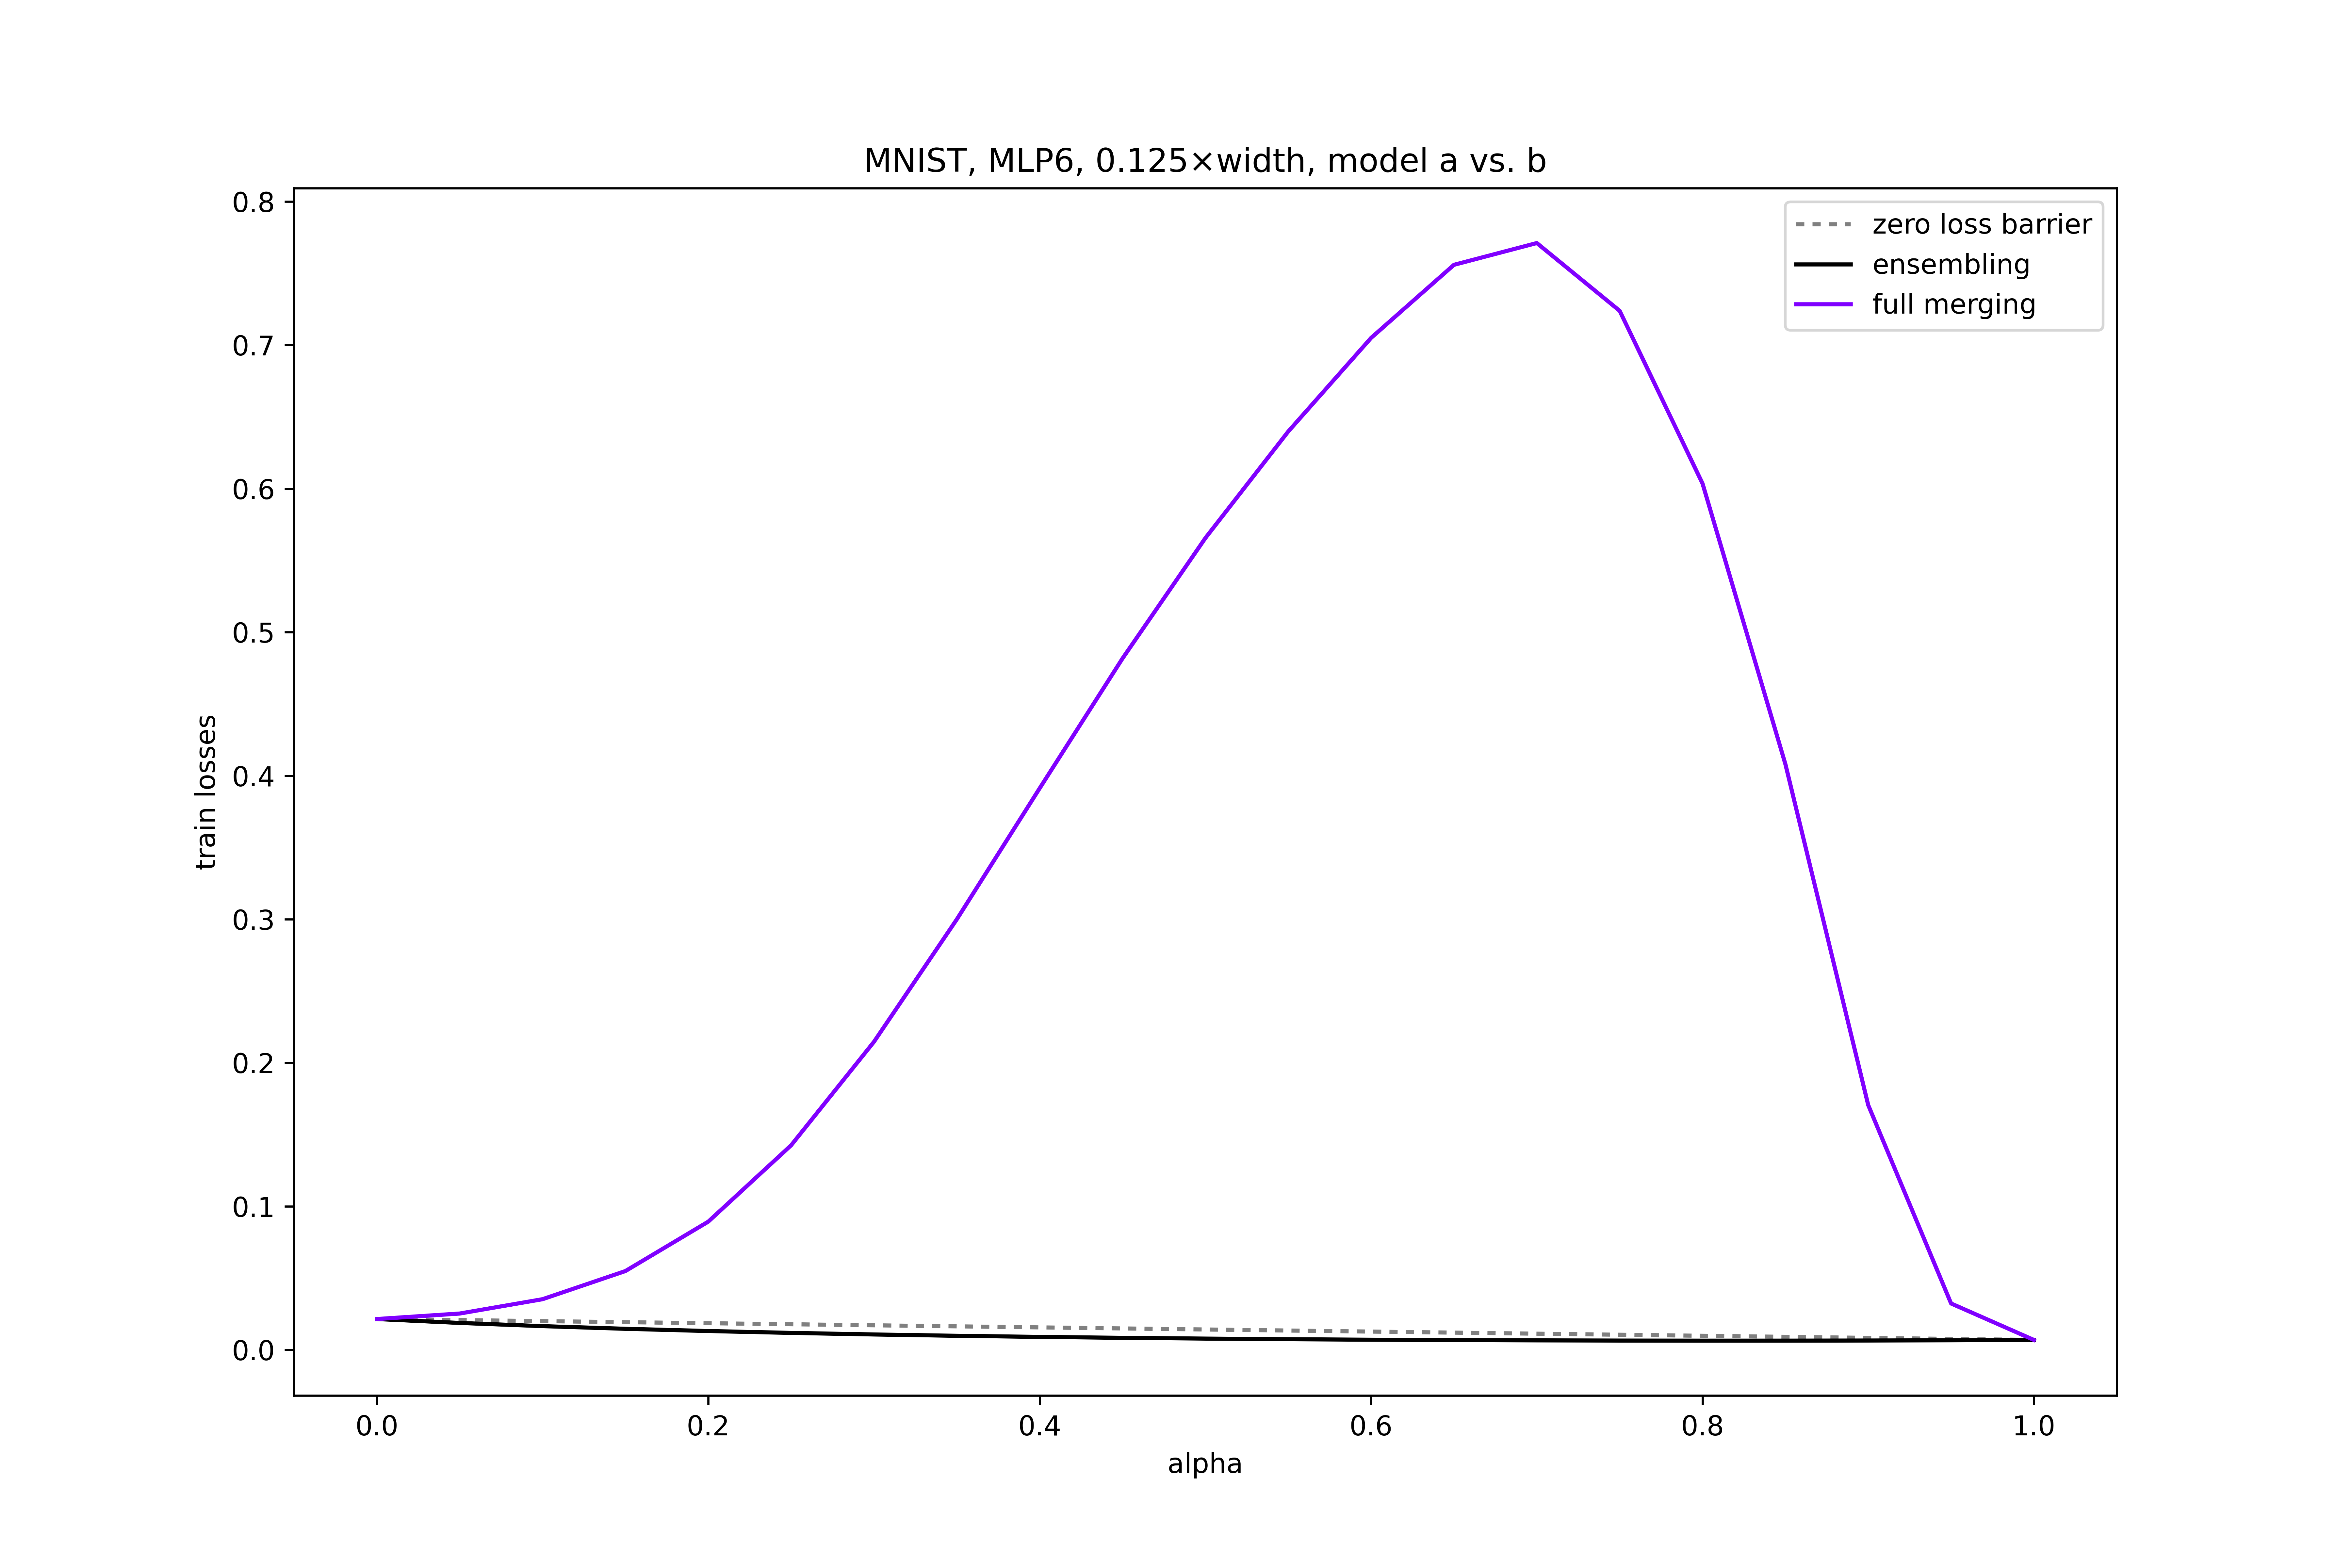 MNIST, MLP6, 0.125×width, model a vs. b
zero loss barrier
ensembling
full merging
train losses
0.8
0.7
0.6
0.5
0.4
0.3
0.2
0.1
0.0
0.0 0.2 0.4 0.6 0.8 1.0
alpha